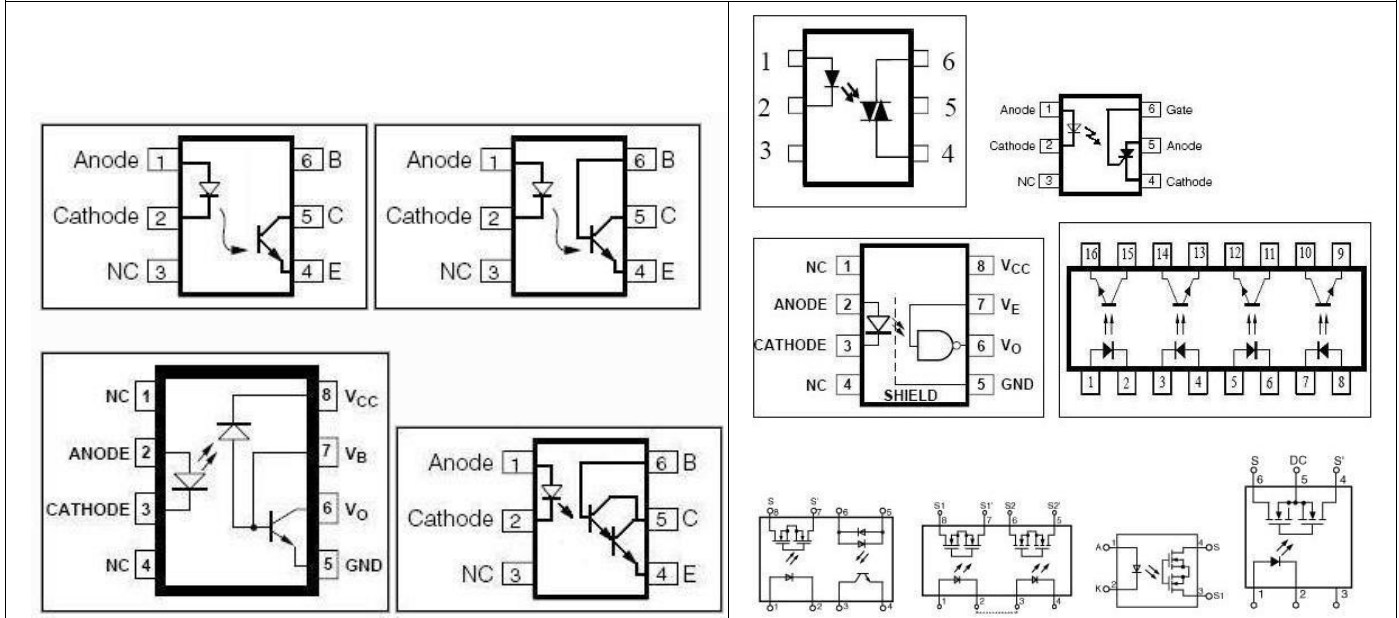 Anode 1 6 B
Cathode 2 5 C
NC 3 4 E
Anode 1 6 B
Cathode 2 5 C
NC 3 4 E
NC 1 8 VCC
ANODE 2 7 VB
CATHODE 3 6 VO
NC 4 5 GND
Anode 1 6 B
Cathode 2 5 C
NC 3 4 E
1 6
2 5
3 4
Anode 1 6 Gate
Cathode 2 5 Anode
NC 3 4 Cathode
NC 1 8 VCC
ANODE 2 7 VE
CATHODE 3 6 VO
NC 4 5 GND
SHIELD
16 15 14 13 12 11 10 9
1 2 3 4 5 6 7 8
S S'
8 7 6 5
1 2 3 4
S1 S1' S2 S2'
8 7 6 5
1 2 3 4
A 1 4 S
K 2 3 S1
S DC S'
6 5 4
1 2 3